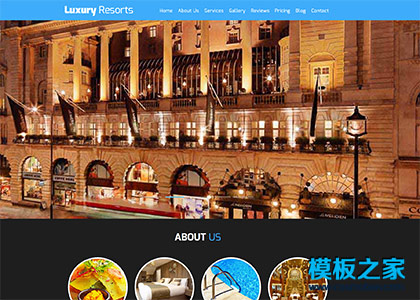 Luxury Resorts
Home About Us Services Gallery Reviews Pricing Blog Contact
ABOUT US
模板之家